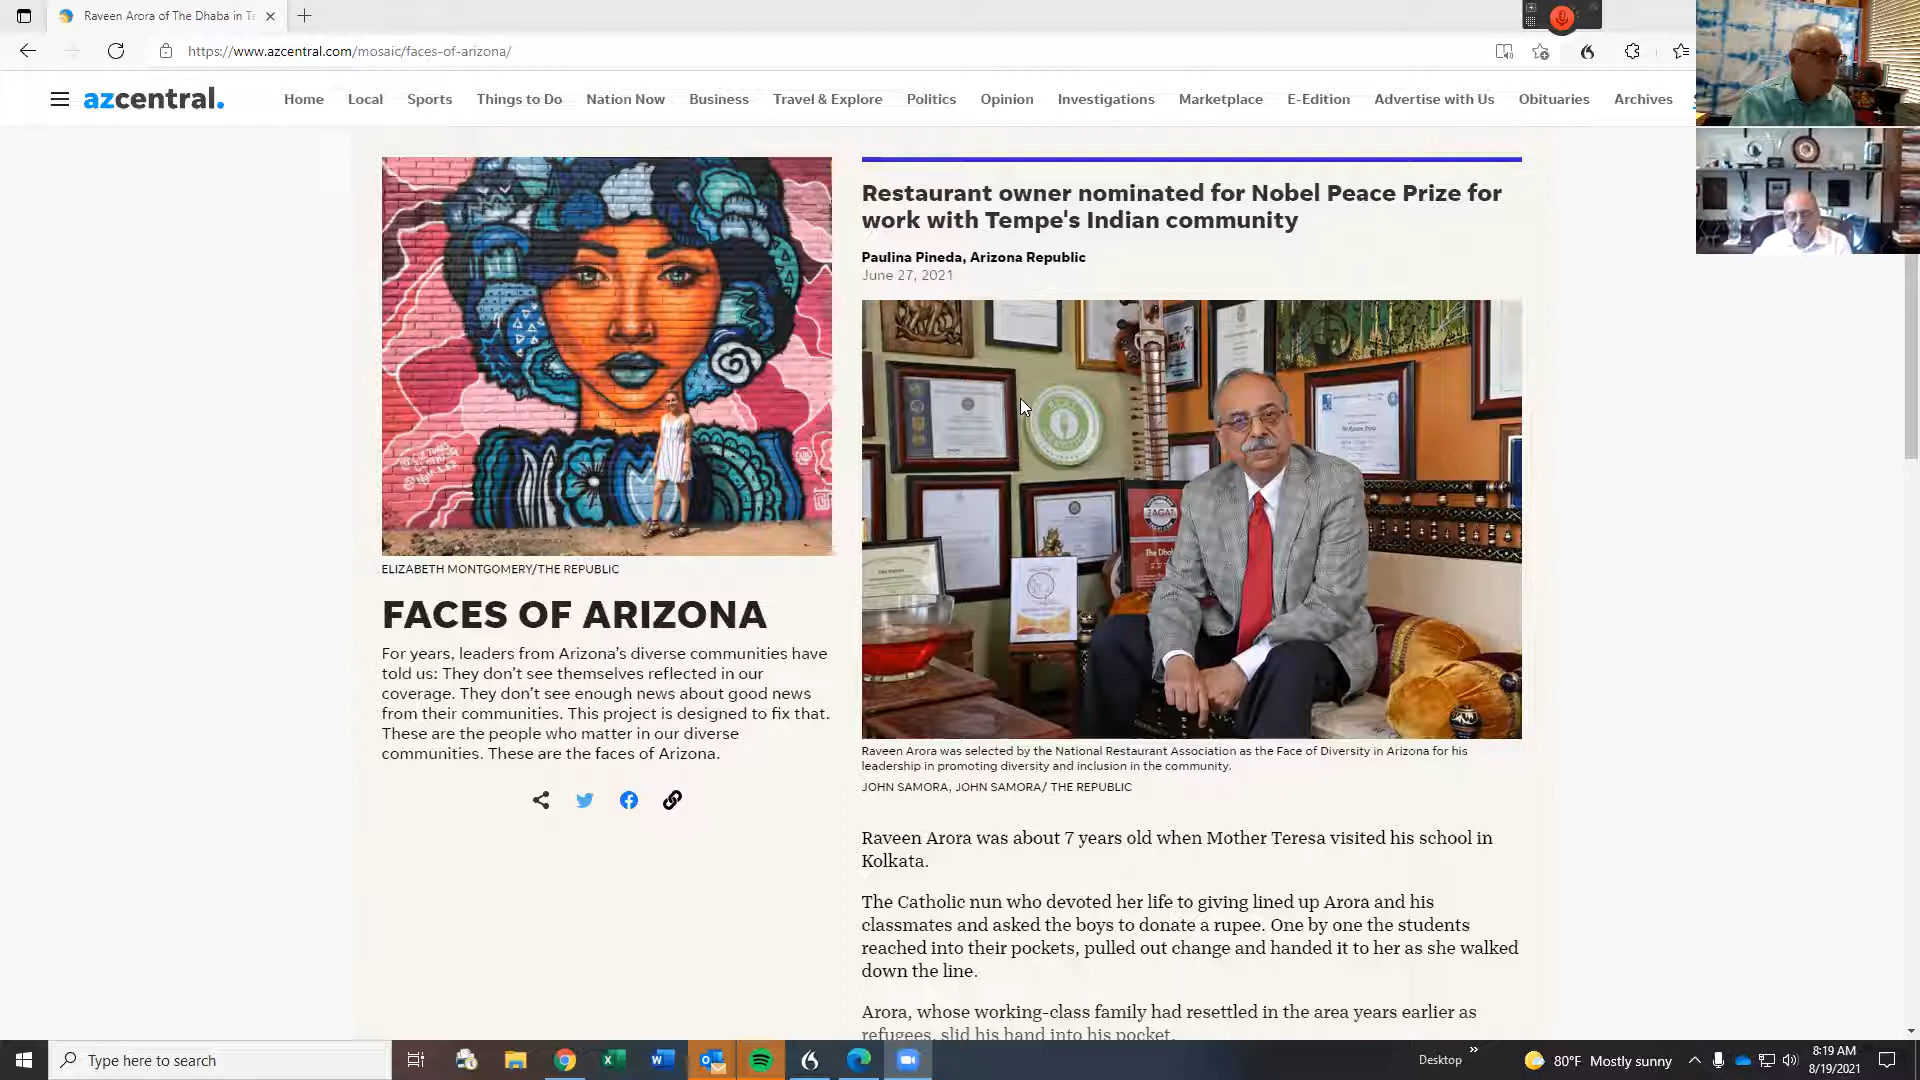 Raveen Arora of The Dhaba in Te
https://www.azcentral.com/mosaic/faces-of-arizona/
azcentral.
Home Local Sports Things to Do Nation Now Business Travel & Explore Politics Opinion Investigations Marketplace E-Edition Advertise with Us Obituaries Archives
ELIZABETH MONTGOMERY/THE REPUBLIC
FACES OF ARIZONA
For years, leaders from Arizona's diverse communities have
told us: They don't see themselves reflected in our
coverage. They don't see enough news about good news
from their communities. This project is designed to fix that.
These are the people who matter in our diverse
communities. These are the faces of Arizona.
Restaurant owner nominated for Nobel Peace Prize for
work with Tempe's Indian community
Paulina Pineda, Arizona Republic
June 27, 2021
ZAGAT
The Dha
Raveen Arora was selected by the National Restaurant Association as the Face of Diversity in Arizona for his
leadership in promoting diversity and inclusion in the community.
JOHN SAMORA, JOHN SAMORA/ THE REPUBLIC
Raveen Arora was about 7 years old when Mother Teresa visited his school in
Kolkata.
The Catholic nun who devoted her life to giving lined up Arora and his
classmates and asked the boys to donate a rupee. One by one the students
reached into their pockets, pulled out change and handed it to her as she walked
down the line.
Arora, whose working-class family had resettled in the area years earlier as
refugees, slid his hand into his pocket.
Type here to search
Desktop
80°F Mostly sunny
8:19 AM
8/19/2021